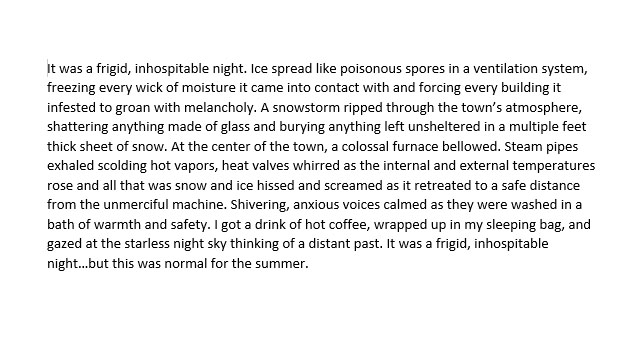 It was a frigid, inhospitable night. Ice spread like poisonous spores in a ventilation system,
freezing every wick of moisture it came into contact with and forcing every building it
infested to groan with melancholy. A snowstorm ripped through the town’s atmosphere,
shattering anything made of glass and burying anything left unsheltered in a multiple feet
thick sheet of snow. At the center of the town, a colossal furnace bellowed. Steam pipes
exhaled scolding hot vapors, heat valves whirred as the internal and external temperatures
rose and all that was snow and ice hissed and screamed as it retreated to a safe distance
from the unmerciful machine. Shivering, anxious voices calmed as they were washed in a
bath of warmth and safety. I got a drink of hot coffee, wrapped up in my sleeping bag, and
gazed at the starless night sky thinking of a distant past. It was a frigid, inhospitable
night…but this was normal for the summer.